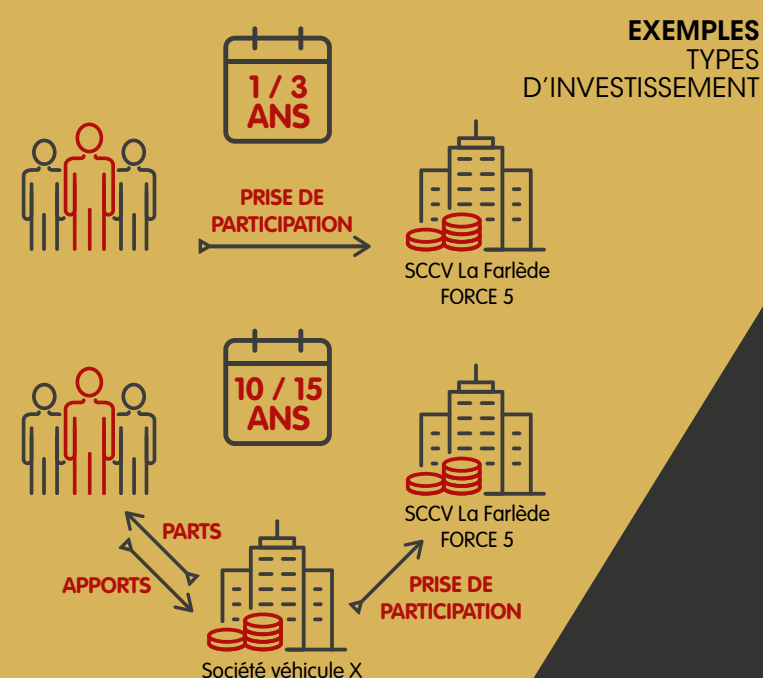 EXEMPLES
TYPES
D'INVESTISSEMENT
1 / 3
ANS
PRISE DE
PARTICIPATION
SCCV La Farlède
FORCE 5
10 / 15
ANS
SCCV La Farlède
FORCE 5
PARTS
APPORTS
PRISE DE
PARTICIPATION
Société véhicule X